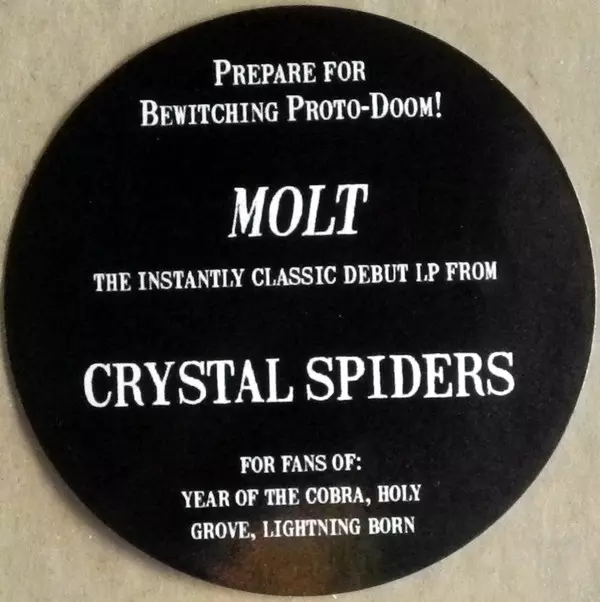 PREPARE FOR
BEWITCHING PROTO-DOOM!
MOLT
THE INSTANTLY CLASSIC DEBUT LP FROM
CRYSTAL SPIDERS
FOR FANS OF:
YEAR OF THE COBRA, HOLY
GROVE, LIGHTNING BORN